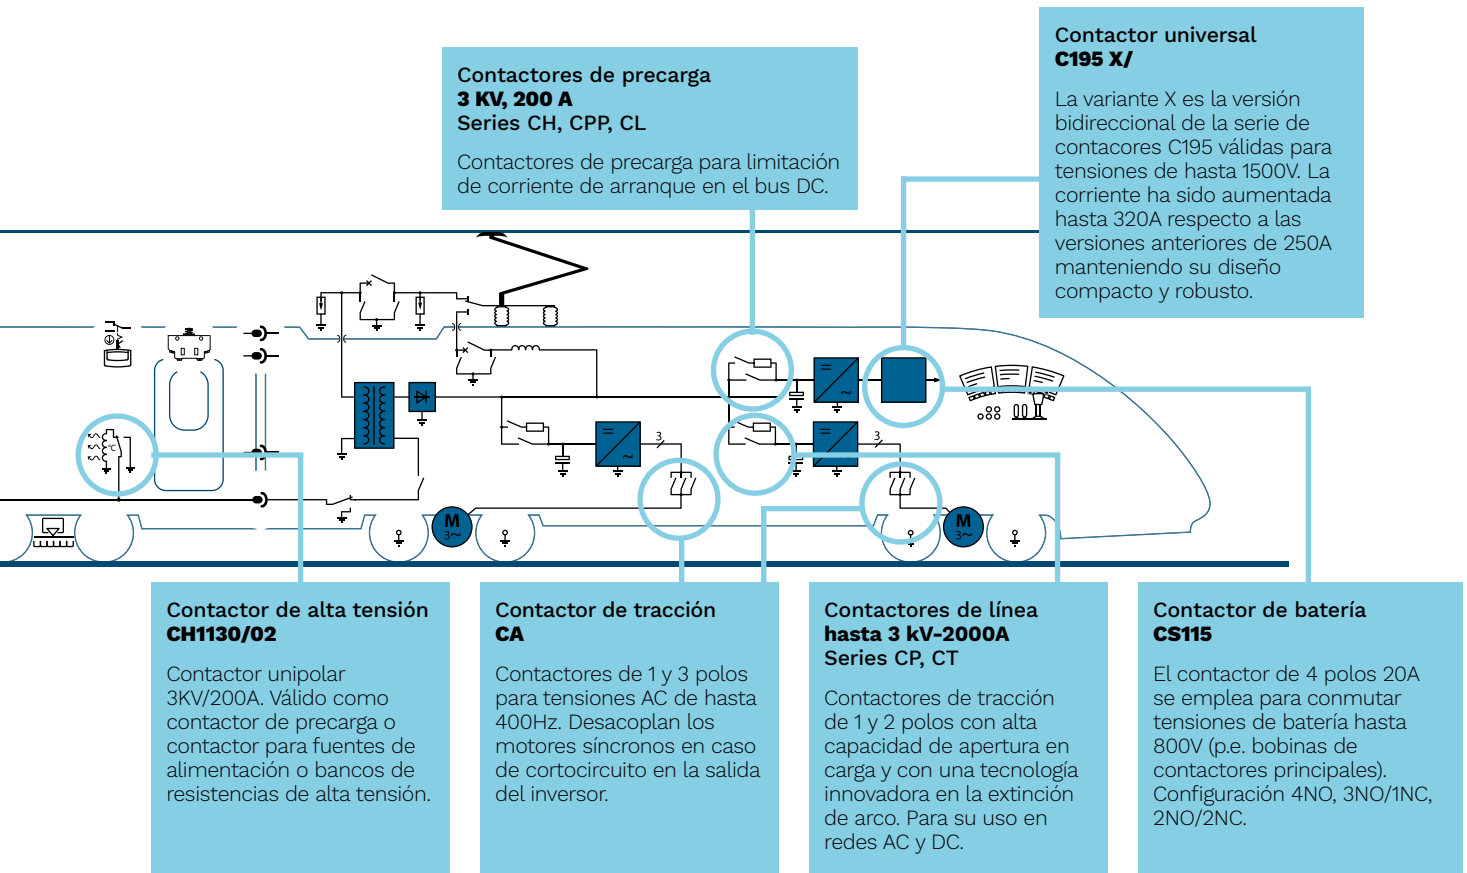 Contactores de precarga
3 KV, 200 A
Series CH, CPP, CL
Contactores de precarga para limitación
de corriente de arranque en el bus DC.
Contactor universal
C195 X/
La variante X es la versión
bidireccional de la serie de
contacores C195 válidas para
tensiones de hasta 1500V. La
corriente ha sido aumentada
hasta 320A respecto a las
versiones anteriores de 250A
manteniendo su diseño
compacto y robusto.
°C
3
3
M
3~
M
3~
Contactor de alta tensión
CH1130/02
Contactor unipolar
3KV/200A. Válido como
contactor de precarga o
contactor para fuentes de
alimentación o bancos de
resistencias de alta tensión.
Contactor de tracción
CA
Contactores de 1 y 3 polos
para tensiones AC de hasta
400Hz. Desacoplan los
motores síncronos en caso
de cortocircuito en la salida
del inversor.
Contactores de línea
hasta 3 kV-2000A
Series CP, CT
Contactores de tracción
de 1 y 2 polos con alta
capacidad de apertura en
carga y con una tecnología
innovadora en la extinción
de arco. Para su uso en
redes AC y DC.
Contactor de batería
CS115
El contactor de 4 polos 20A
se emplea para conmutar
tensiones de batería hasta
800V (p.e. bobinas de
contactores principales).
Configuración 4NO, 3NO/1NC,
2NO/2NC.